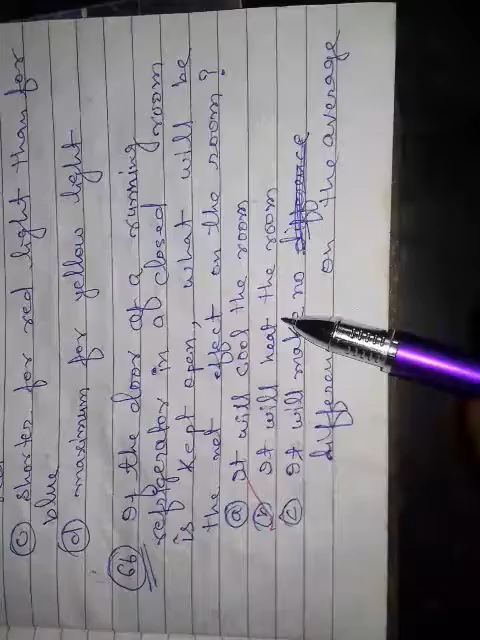 (c) shorter for red light than for
blue
(d) maximum for yellow light
(66) If the door of a running
refrigerator in a closed room
is kept open, what will be
the net effect on the room?
(a) It will cool the room
(b) It will heat the room
(c) It will make no difference
different on the average